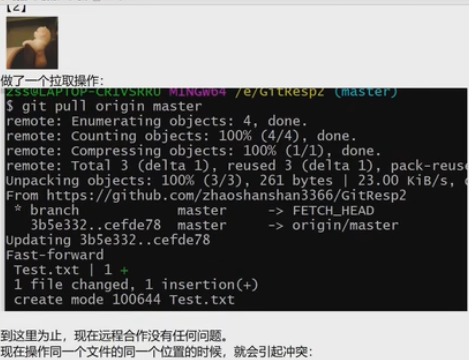 【2】
做了一个拉取操作：
zss@LAPTOP-CRIVSRRU MINGW64 /e/GitResp2 (master)
$ git pull origin master
remote: Enumerating objects: 4, done.
remote: Counting objects: 100% (4/4), done.
remote: Compressing objects: 100% (1/1), done.
remote: Total 3 (delta 1), reused 3 (delta 1), pack-reuse
Unpacking objects: 100% (3/3), 261 bytes | 23.00 KiB/s,
From https://github.com/zhaoshanshan3366/GitResp2
* branch master -> FETCH_HEAD
3b5e332..cefde78 master -> origin/master
Updating 3b5e332..cefde78
Fast-forward
Test.txt | 1 +
1 file changed, 1 insertion(+)
create mode 100644 Test.txt
到这里为止，现在远程合作没有任何问题。
现在操作同一个文件的同一个位置的时候，就会引起冲突：